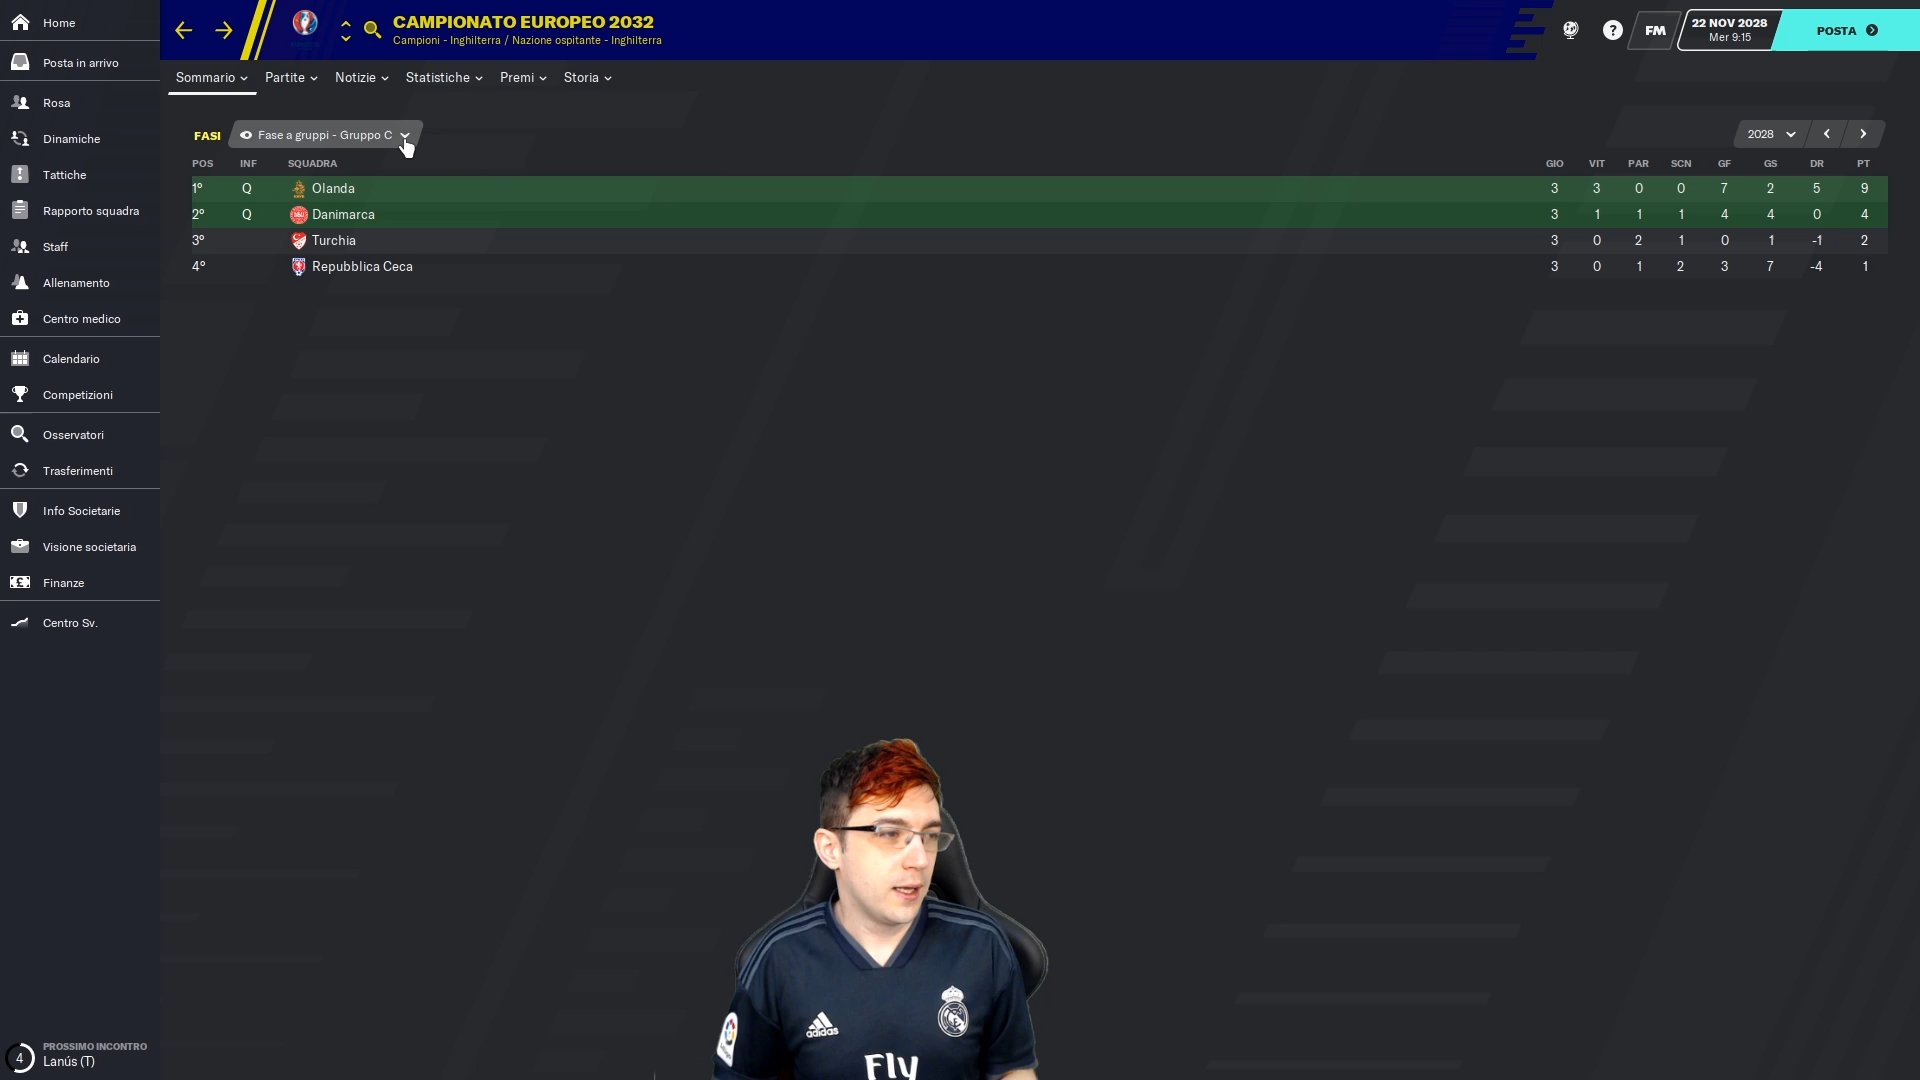 Home
Posta in arrivo
Rosa
Dinamiche
Tattiche
Rapporto squadra
Staff
Allenamento
Centro medico
Calendario
Competizioni
Osservatori
Trasferimenti
Info Societarie
Visione societaria
Finanze
Centro Sv.
4
PROSSIMO INCONTRO
Lanús (T)
CAMPIONATO EUROPEO 2032
Campioni - Inghilterra / Nazione ospitante - Inghilterra
? FM
22 NOV 2028
Mer 9:15
POSTA
Sommario Partite Notizie Statistiche Premi Storia
FASI Fase a gruppi - Gruppo C 2028
POS INF SQUADRA GIO VIT PAR SCN GF GS DR PT
1° Q Olanda 3 3 0 0 7 2 5 9
2° Q Danimarca 3 1 1 1 4 4 0 4
3° Turchia 3 0 2 1 0 1 -1 2
4° Repubblica Ceca 3 0 1 2 3 7 -4 1
adidas
Fly